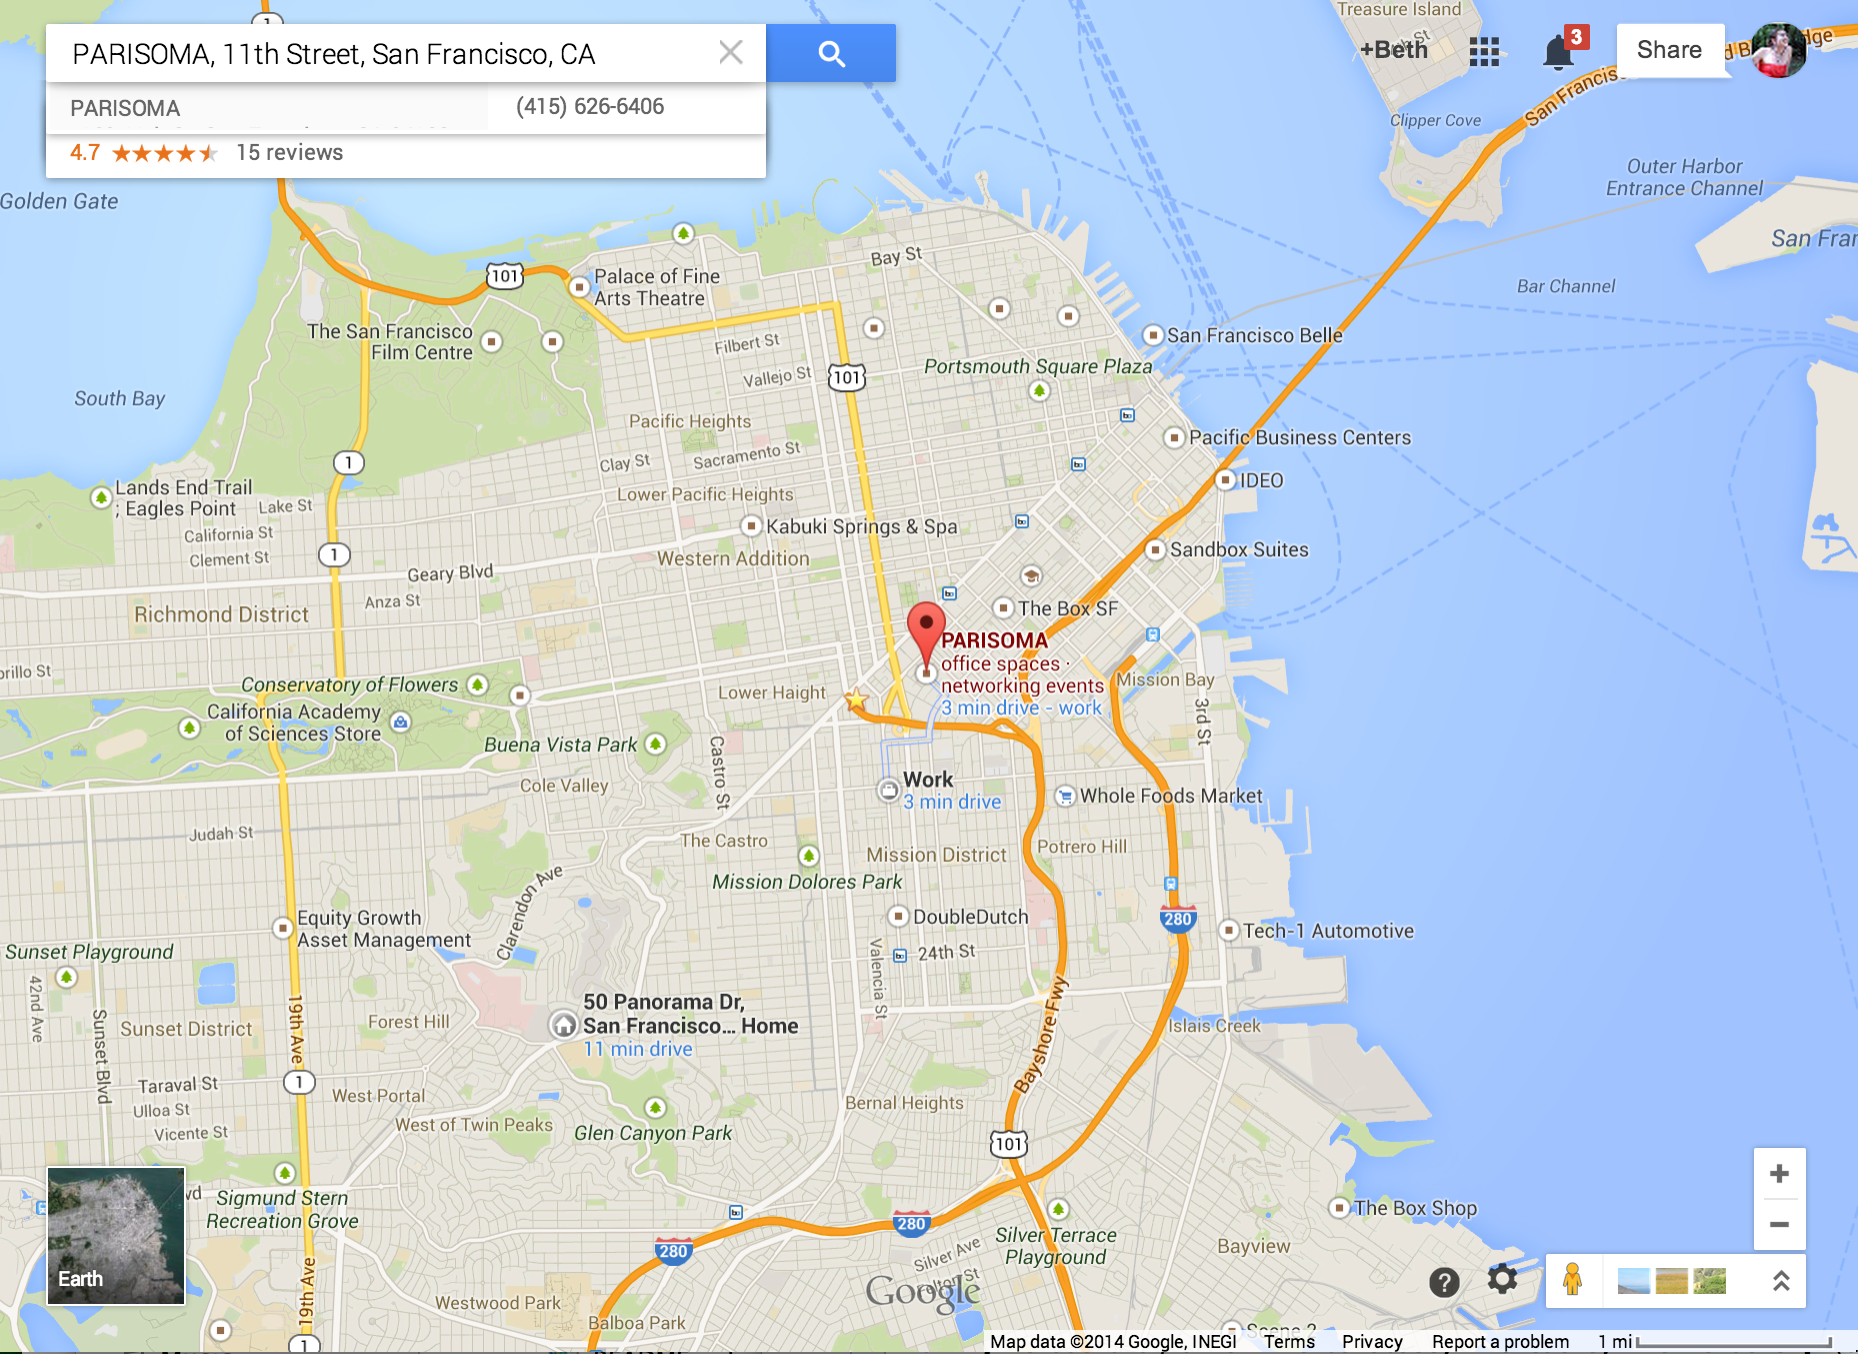 Treasure Island
1
PARISOMA, 11th Street, San Francisco, CA
+Beth
3
Share
PARISOMA
(415) 626-6406
4.7
15 reviews
San Francis
Clipper Cove
Outer Harbor
Entrance Channel
Golden Gate
San Fran
Bay St
101
Palace of Fine
Arts Theatre
Bar Channel
The San Francisco
Film Centre
Filbert St
San Francisco Belle
Vallejo St
101
Portsmouth Square Plaza
South Bay
Pacific Heights
Pacific Business Centers
Clay St
Sacramento St
1
IDEO
Lands End Trail
; Eagles Point
Lake St
Lower Pacific Heights
California St
Kabuki Springs & Spa
Clement St
1
Western Addition
Sandbox Suites
Geary Blvd
Anza St
Richmond District
The Box SF
PARISOMA
office spaces ·
networking events
3 min drive - work
Mission Bay
orillo St
Conservatory of Flowers
Lower Haight
California Academy
of Sciences Store
3rd St
Buena Vista Park
Castro St
Cole Valley
Work
3 min drive
Whole Foods Market
Judah St
The Castro
Mission District
Potrero Hill
Mission Dolores Park
Clarendon Ave
Equity Growth
Asset Management
DoubleDutch
280
Tech-1 Automotive
Sunset Playground
24th St
Valencia St
42nd Ave
Sunset Blvd
19th Ave
50 Panorama Dr,
San Francisco... Home
11 min drive
Sunset District
Forest Hill
Islais Creek
Bayshore Fwy
Taraval St
1
West Portal
Ulloa St
Bernal Heights
Vicente St
West of Twin Peaks
Glen Canyon Park
101
Sigmund Stern
Recreation Grove
The Box Shop
280
280
Silver Terrace
Playground
Silver Ave
Bayview
Earth
19th Ave
Google
Westwood Park
Balboa Park
1
Map data ©2014 Google, INEGI
Terms
Privacy
Report a problem
1 mi